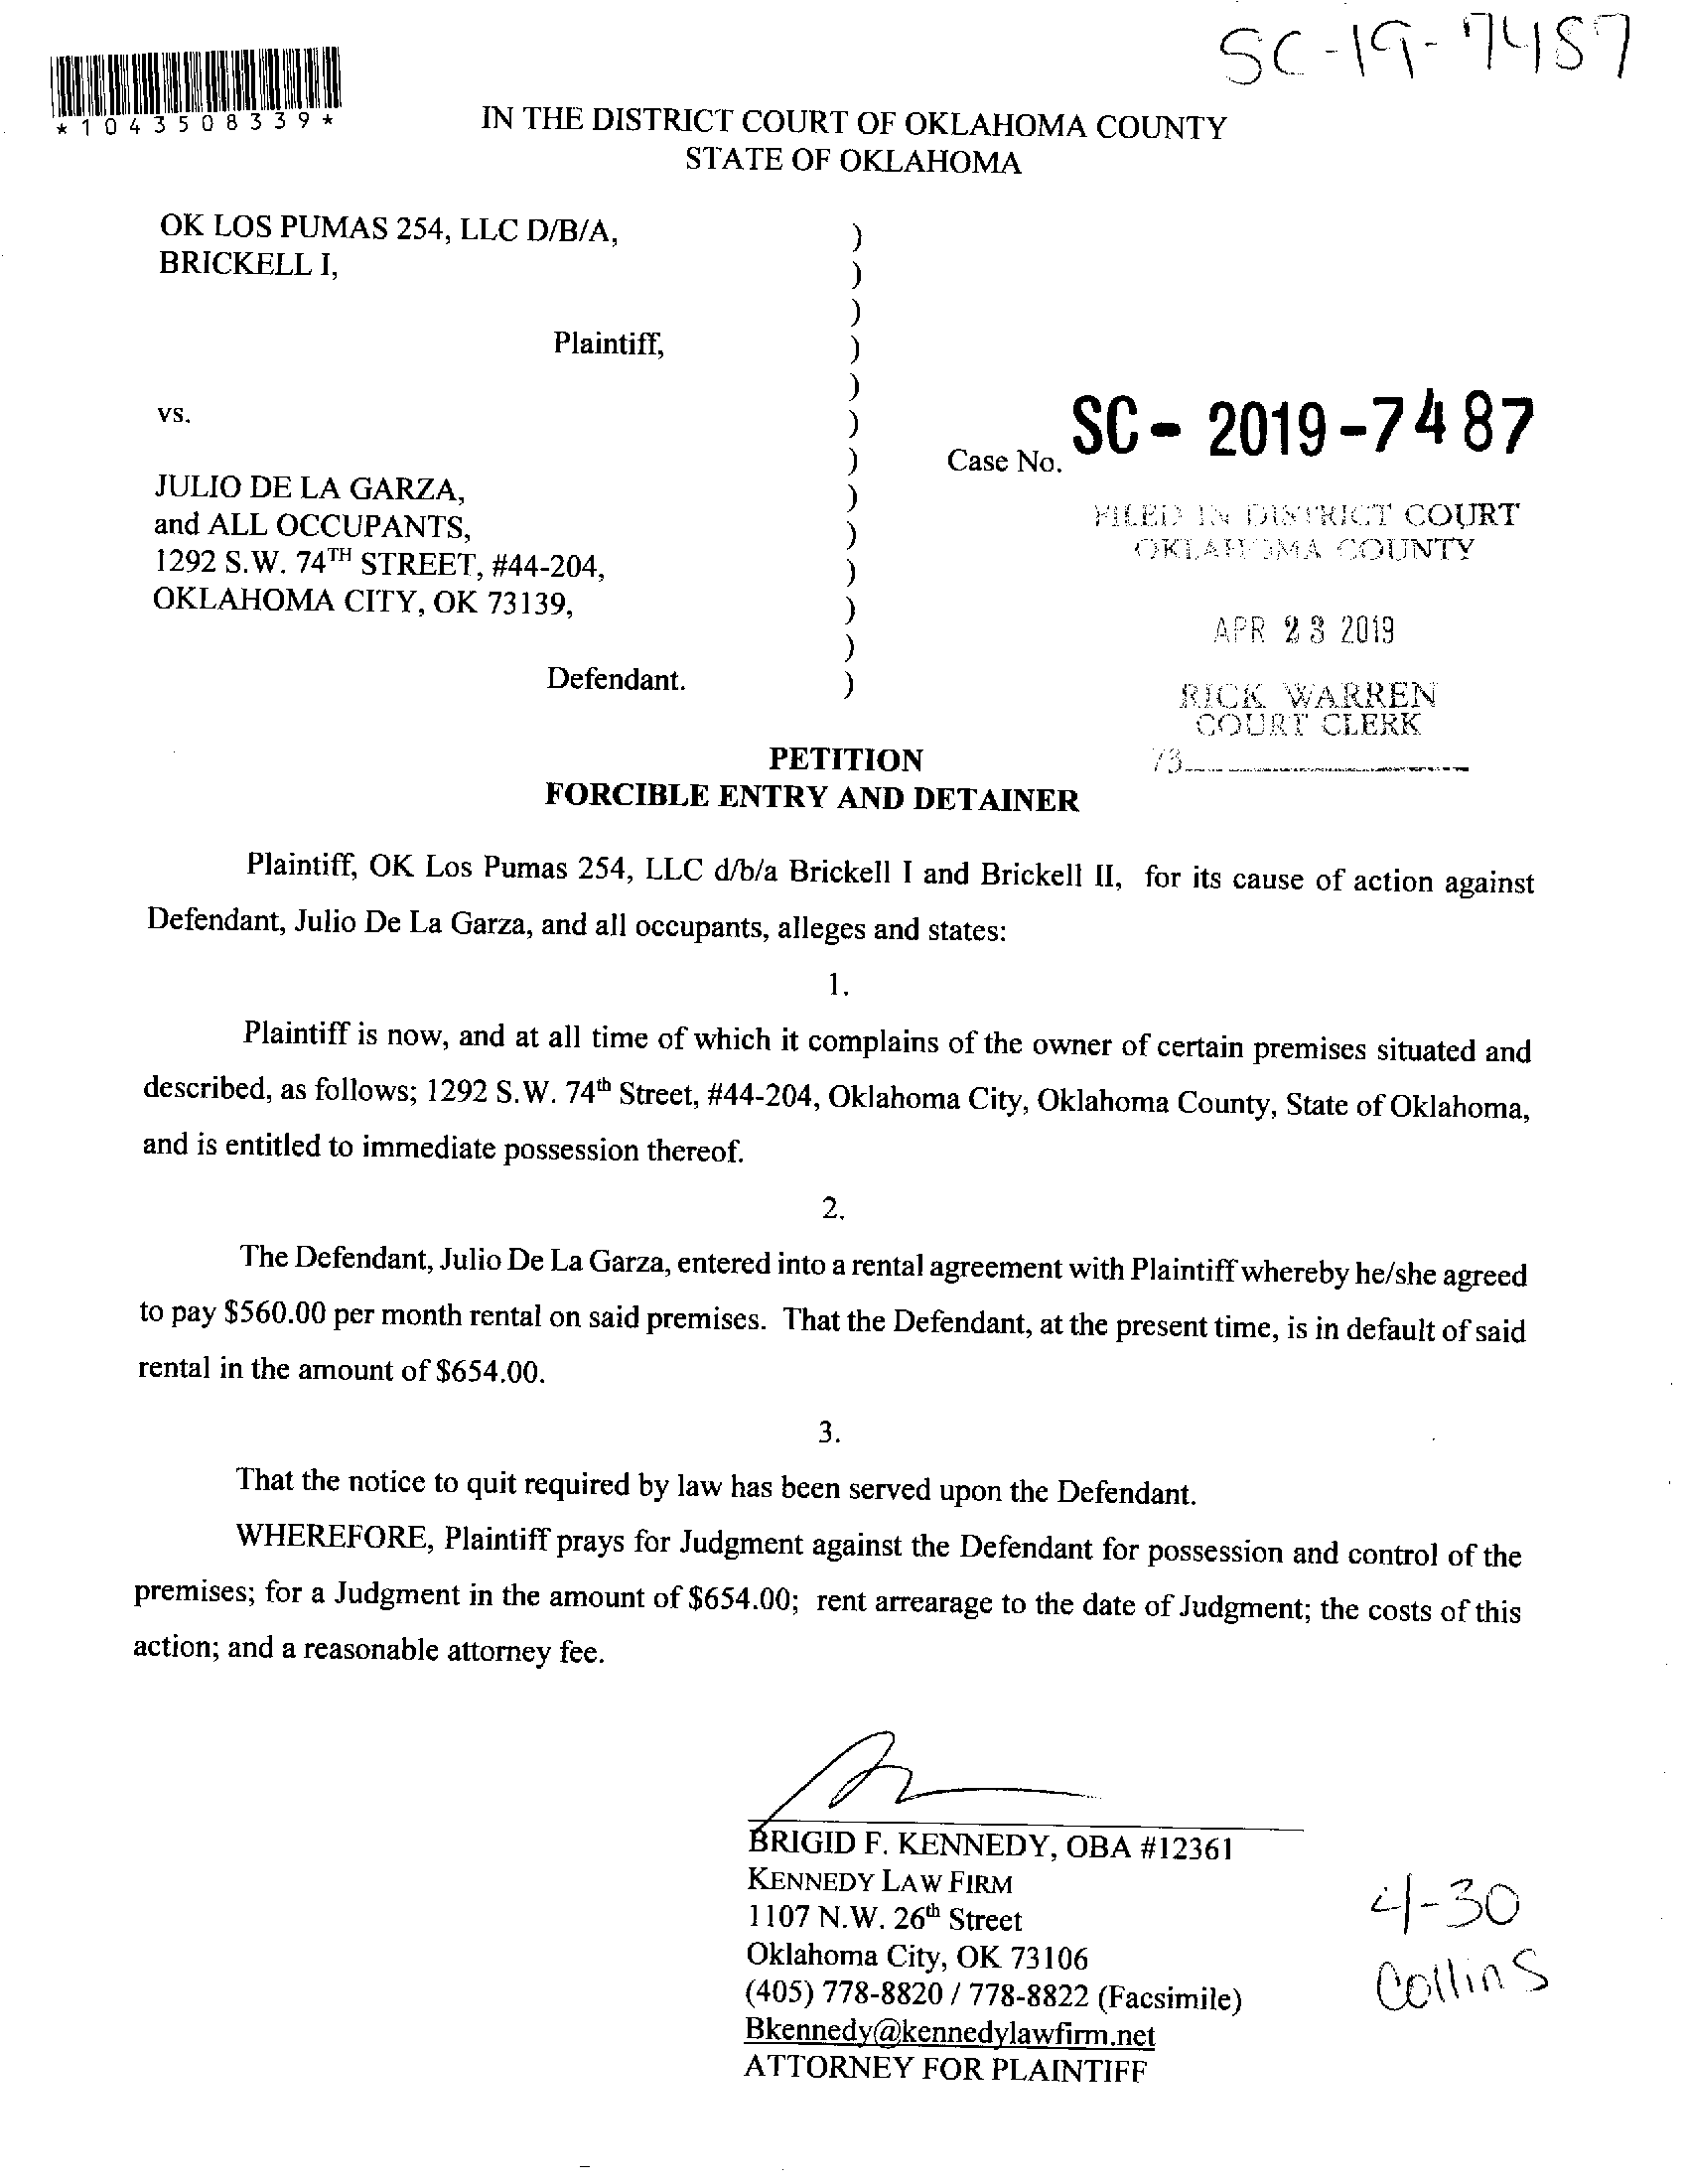 SC-19-7487
*1043508339*
IN THE DISTRICT COURT OF OKLAHOMA COUNTY
STATE OF OKLAHOMA
OK LOS PUMAS 254, LLC D/B/A, )
BRICKELL I, )
)
Plaintiff, )
)
vs. )
) Case No. SC- 2019-7487
JULIO DE LA GARZA, )
and ALL OCCUPANTS, )
1292 S.W. 74TH STREET, #44-204, )
OKLAHOMA CITY, OK 73139, )
)
Defendant. )
FILED IN DISTRICT COURT
OKLAHOMA COUNTY
APR 23 2019
RICK WARREN
COURT CLERK
73
PETITION
FORCIBLE ENTRY AND DETAINER
Plaintiff, OK Los Pumas 254, LLC d/b/a Brickell I and Brickell II, for its cause of action against
Defendant, Julio De La Garza, and all occupants, alleges and states:
1.
Plaintiff is now, and at all time of which it complains of the owner of certain premises situated and
described, as follows; 1292 S.W. 74th Street, #44-204, Oklahoma City, Oklahoma County, State of Oklahoma,
and is entitled to immediate possession thereof.
2.
The Defendant, Julio De La Garza, entered into a rental agreement with Plaintiff whereby he/she agreed
to pay $560.00 per month rental on said premises. That the Defendant, at the present time, is in default of said
rental in the amount of $654.00.
3.
That the notice to quit required by law has been served upon the Defendant.
WHEREFORE, Plaintiff prays for Judgment against the Defendant for possession and control of the
premises; for a Judgment in the amount of $654.00; rent arrearage to the date of Judgment; the costs of this
action; and a reasonable attorney fee.
BRIGID F. KENNEDY, OBA #12361
KENNEDY LAW FIRM
1107 N.W. 26th Street
Oklahoma City, OK 73106
(405) 778-8820 / 778-8822 (Facsimile)
Bkennedy@kennedylawfirm.net
ATTORNEY FOR PLAINTIFF
4-30
Collins